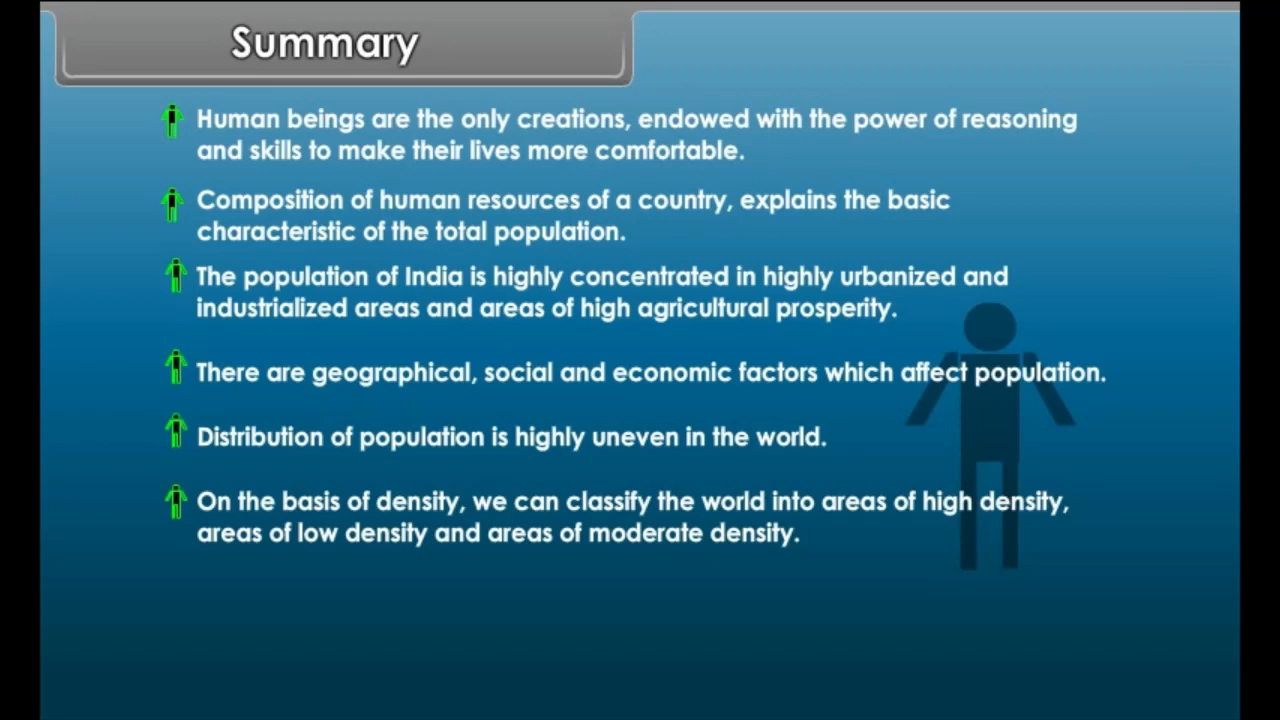 Summary
Human beings are the only creations, endowed with the power of reasoning
and skills to make their lives more comfortable.
Composition of human resources of a country, explains the basic
characteristic of the total population.
The population of India is highly concentrated in highly urbanized and
industrialized areas and areas of high agricultural prosperity.
There are geographical, social and economic factors which affect population.
Distribution of population is highly uneven in the world.
On the basis of density, we can classify the world into areas of high density,
areas of low density and areas of moderate density.